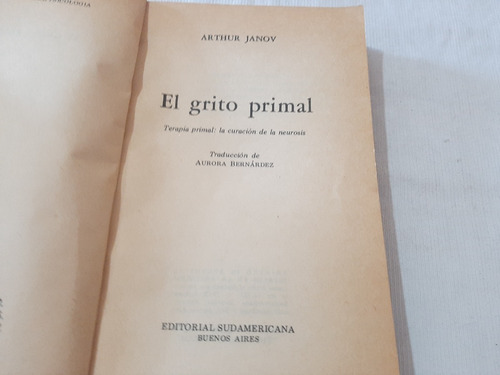 ARTHUR JANOV
El grito primal
Terapia primal: la curación de la neurosis
Traducción de
AURORA BERNÁRDEZ
EDITORIAL SUDAMERICANA
BUENOS AIRES